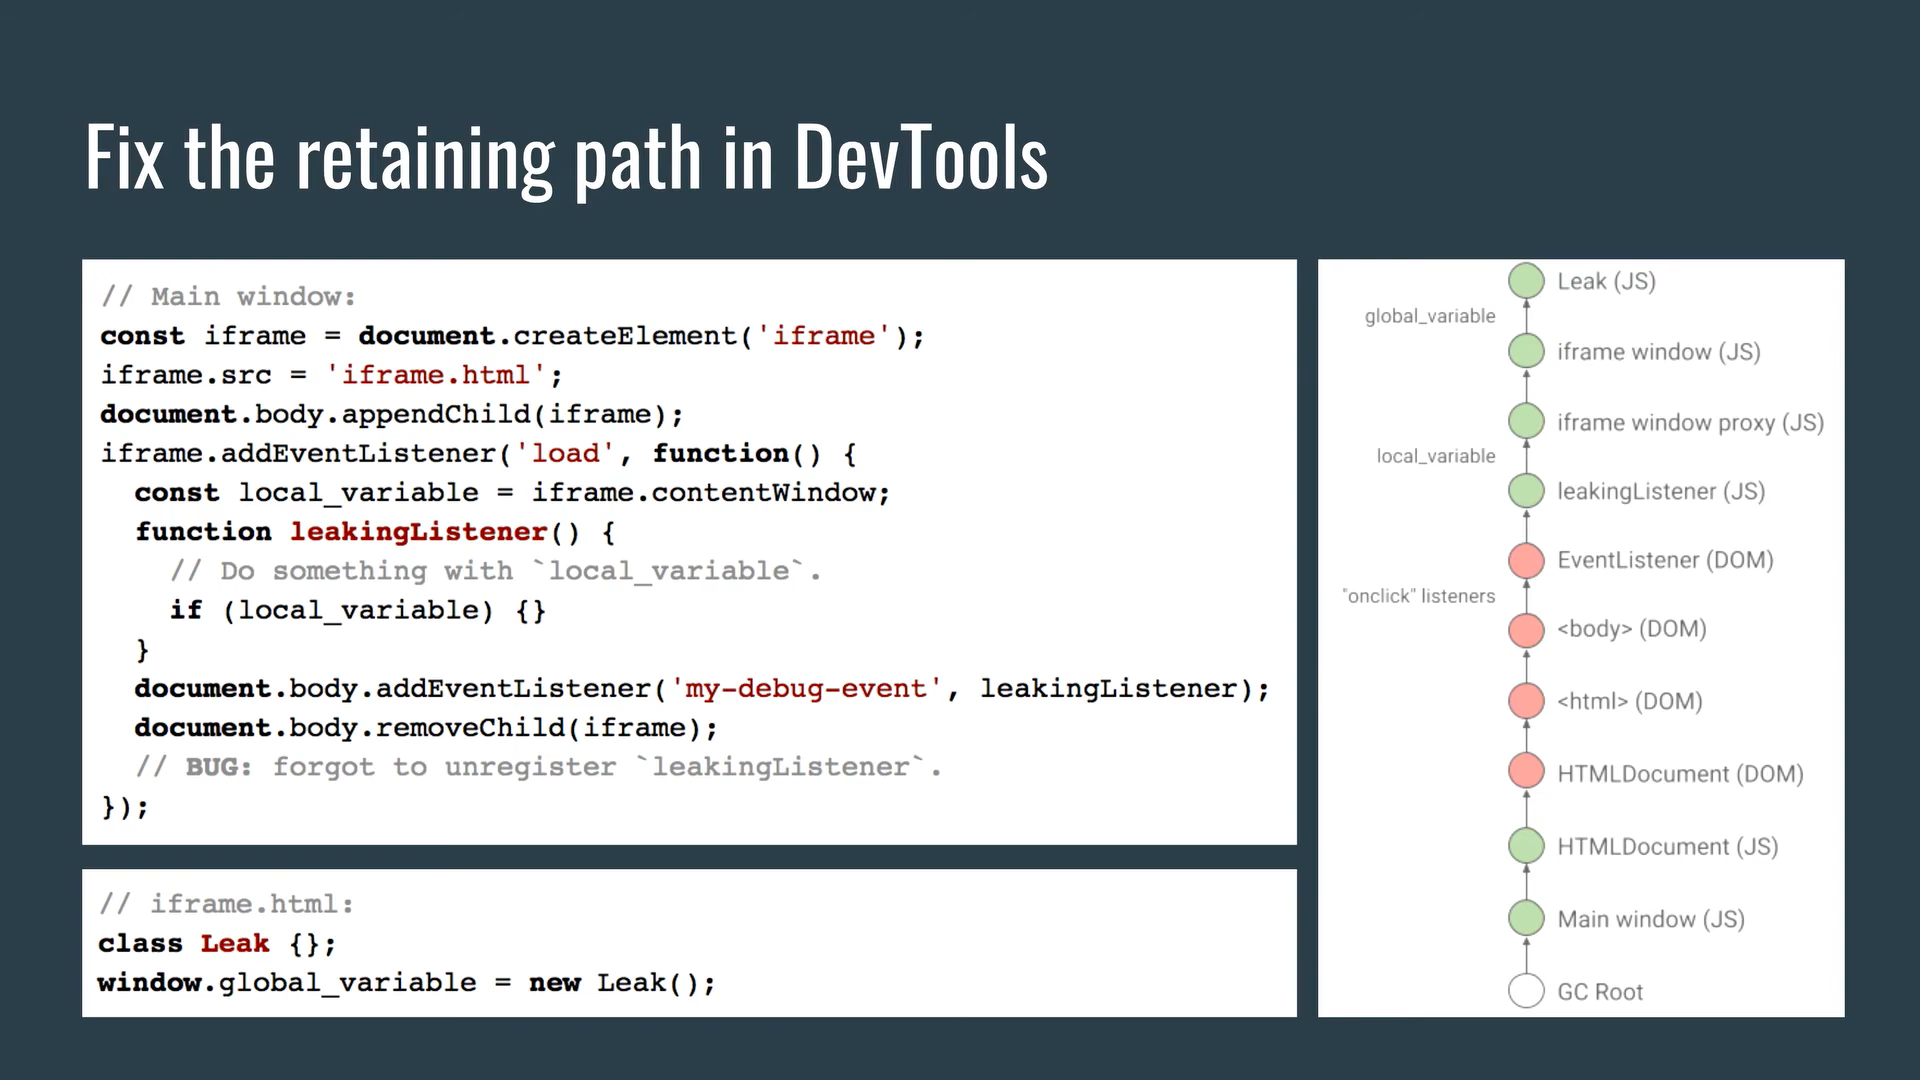 Fix the retaining path in DevTools
// Main window:
const iframe = document.createElement('iframe');
iframe.src = 'iframe.html';
document.body.appendChild(iframe);
iframe.addEventListener('load', function() {
  const local_variable = iframe.contentWindow;
  function leakingListener() {
    // Do something with `local_variable`.
    if (local_variable) {}
  }
  document.body.addEventListener('my-debug-event', leakingListener);
  document.body.removeChild(iframe);
  // BUG: forgot to unregister `leakingListener`.
});
// iframe.html:
class Leak {};
window.global_variable = new Leak();
Leak (JS)
global_variable
iframe window (JS)
iframe window proxy (JS)
local_variable
leakingListener (JS)
EventListener (DOM)
"onclick" listeners
<body> (DOM)
<html> (DOM)
HTMLDocument (DOM)
HTMLDocument (JS)
Main window (JS)
GC Root